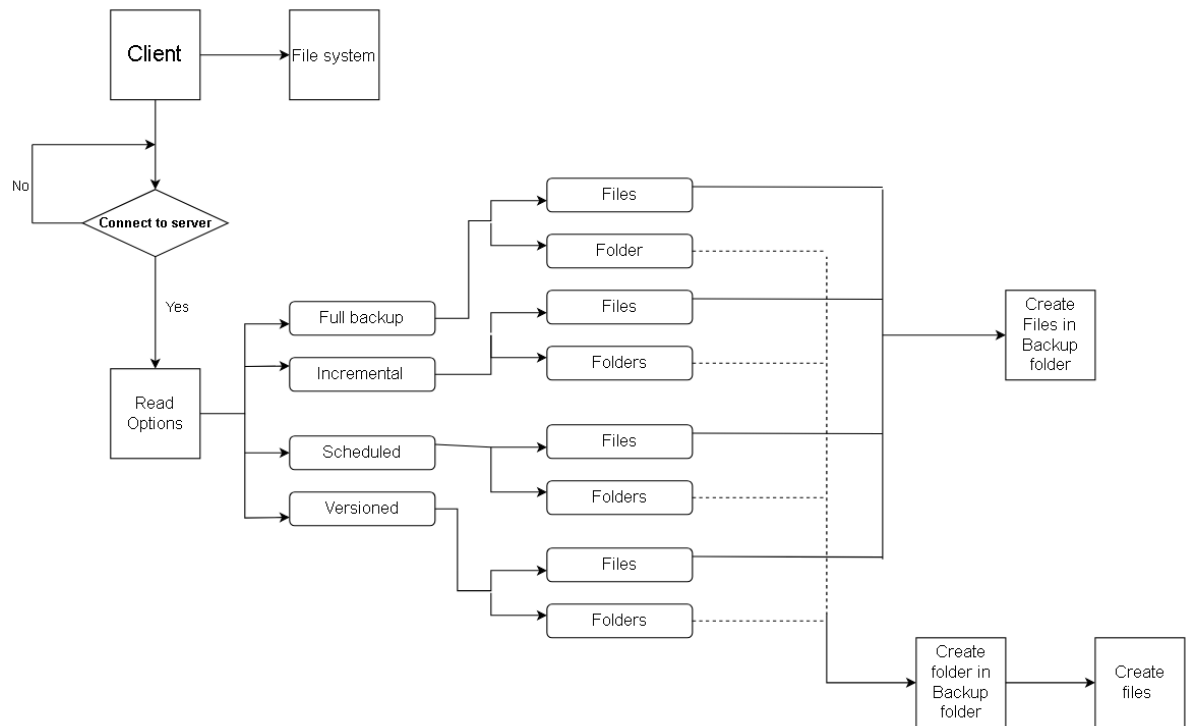 Client
File system
No
Connect to server
Yes
Read
Options
Full backup
Incremental
Scheduled
Versioned
Files
Folder
Files
Folders
Files
Folders
Files
Folders
Create
Files in
Backup
folder
Create
folder in
Backup
folder
Create
files